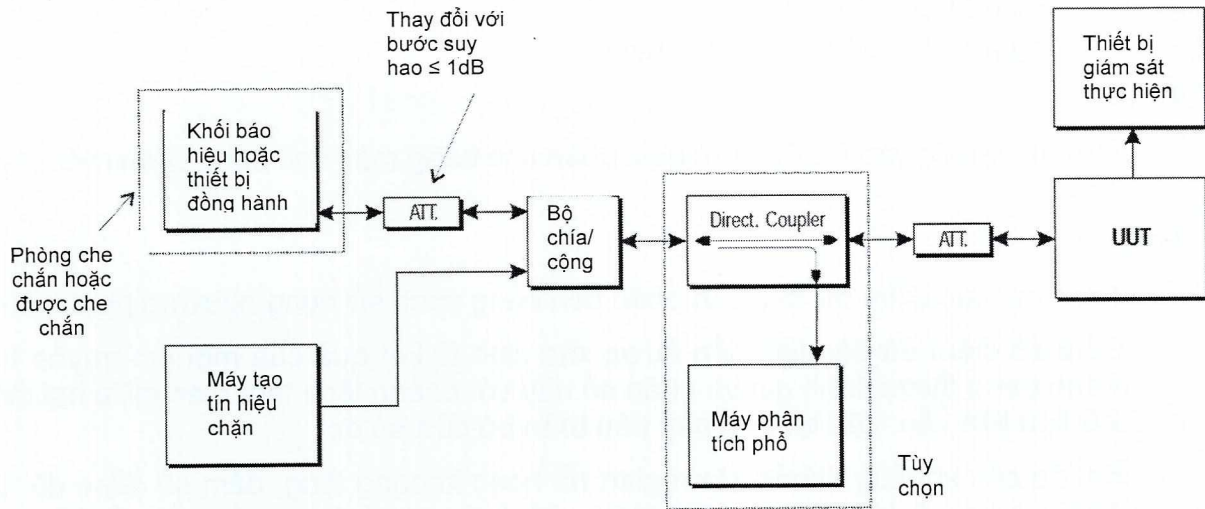 Thay đổi với
bước suy
hao ≤ 1dB
Thiết bị
giám sát
thực hiện
Khối báo
hiệu hoặc
thiết bị
đồng hành
ATT.
Bộ
chía/
cộng
Direct. Coupler
ATT.
UUT
Phòng che
chắn hoặc
được che
chắn
Máy tạo
tín hiệu
chặn
Máy phân
tích phổ
Tùy
chọn